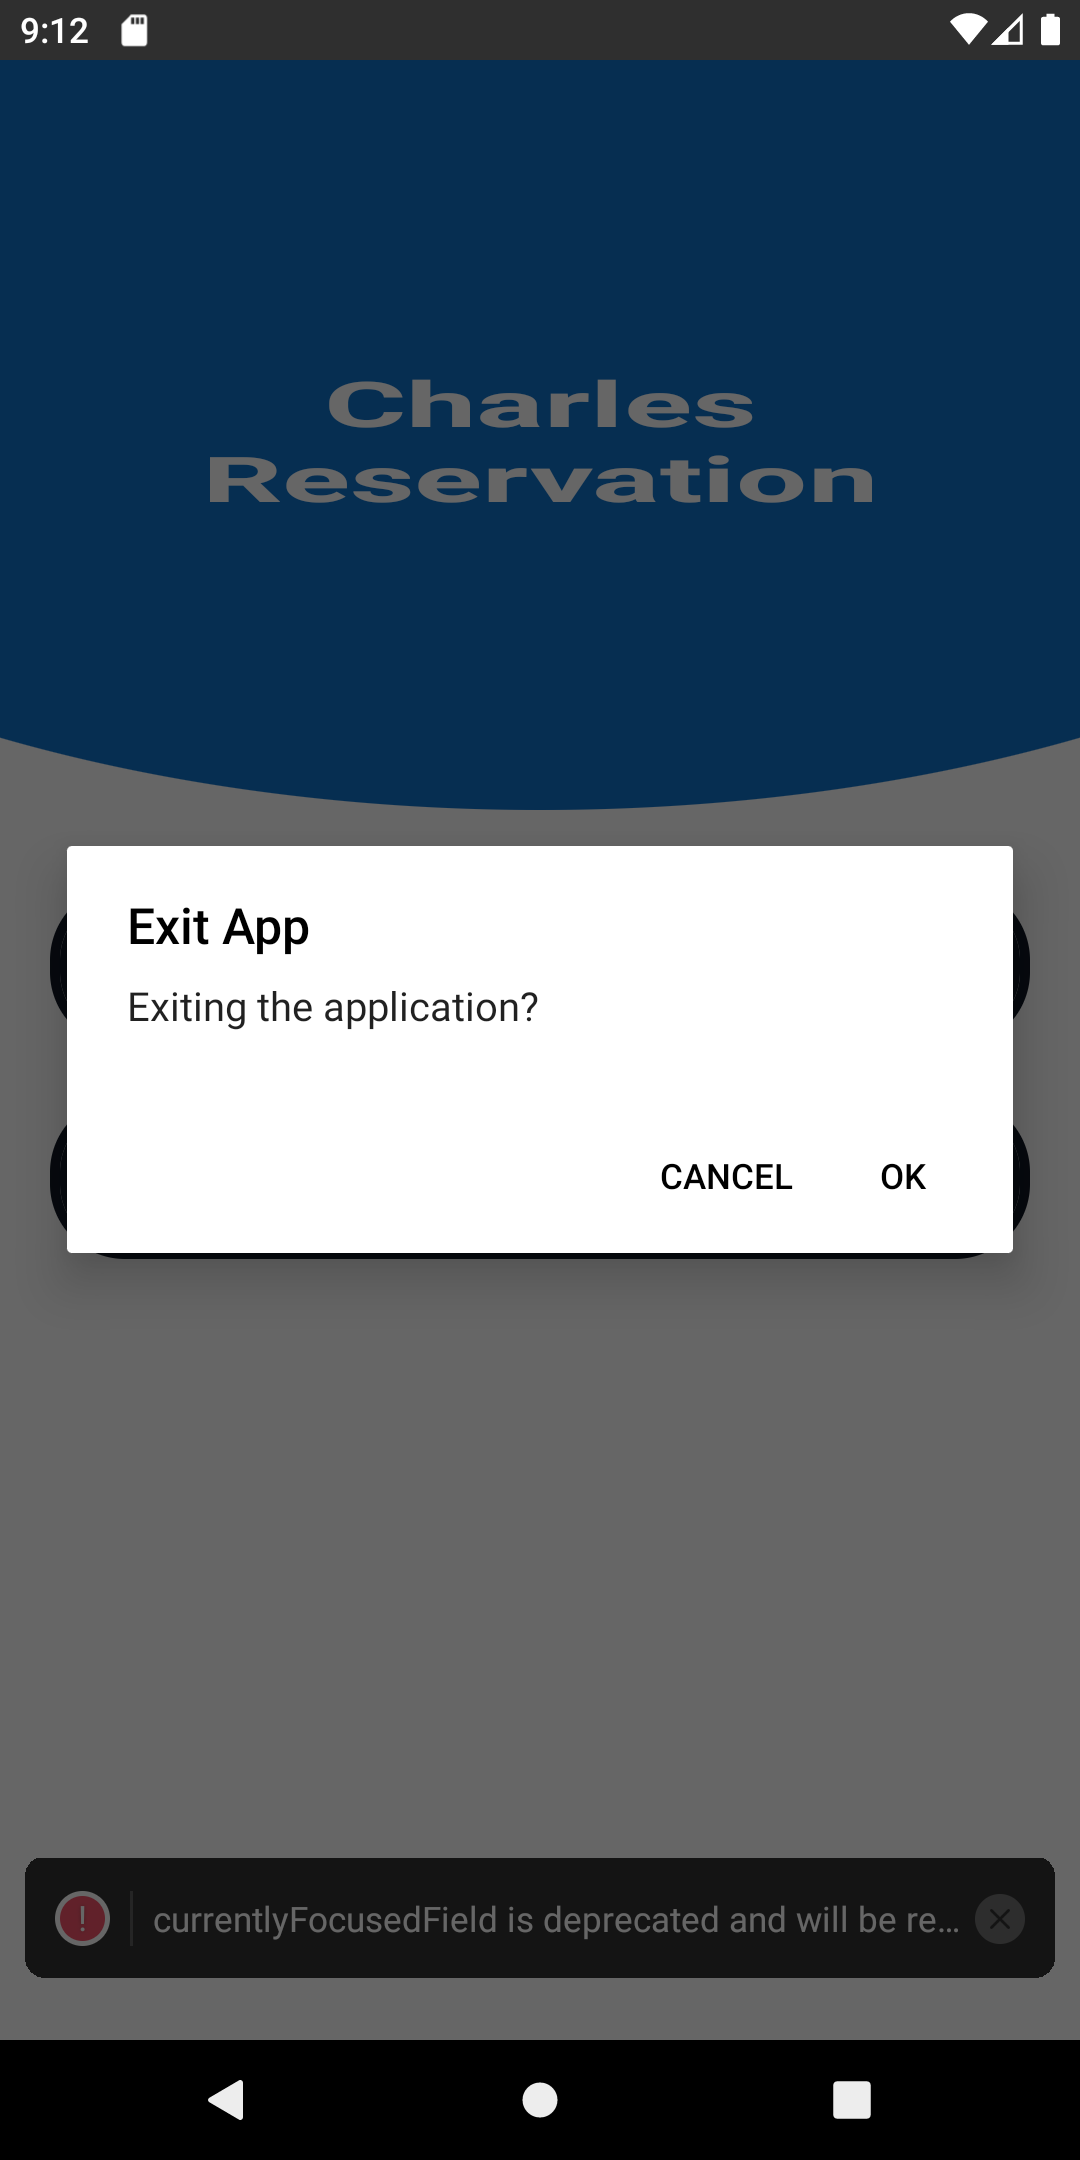 9:12
Charles
Reservation
Exit App
Exiting the application?
CANCEL OK
currentlyFocusedField is deprecated and will be re...